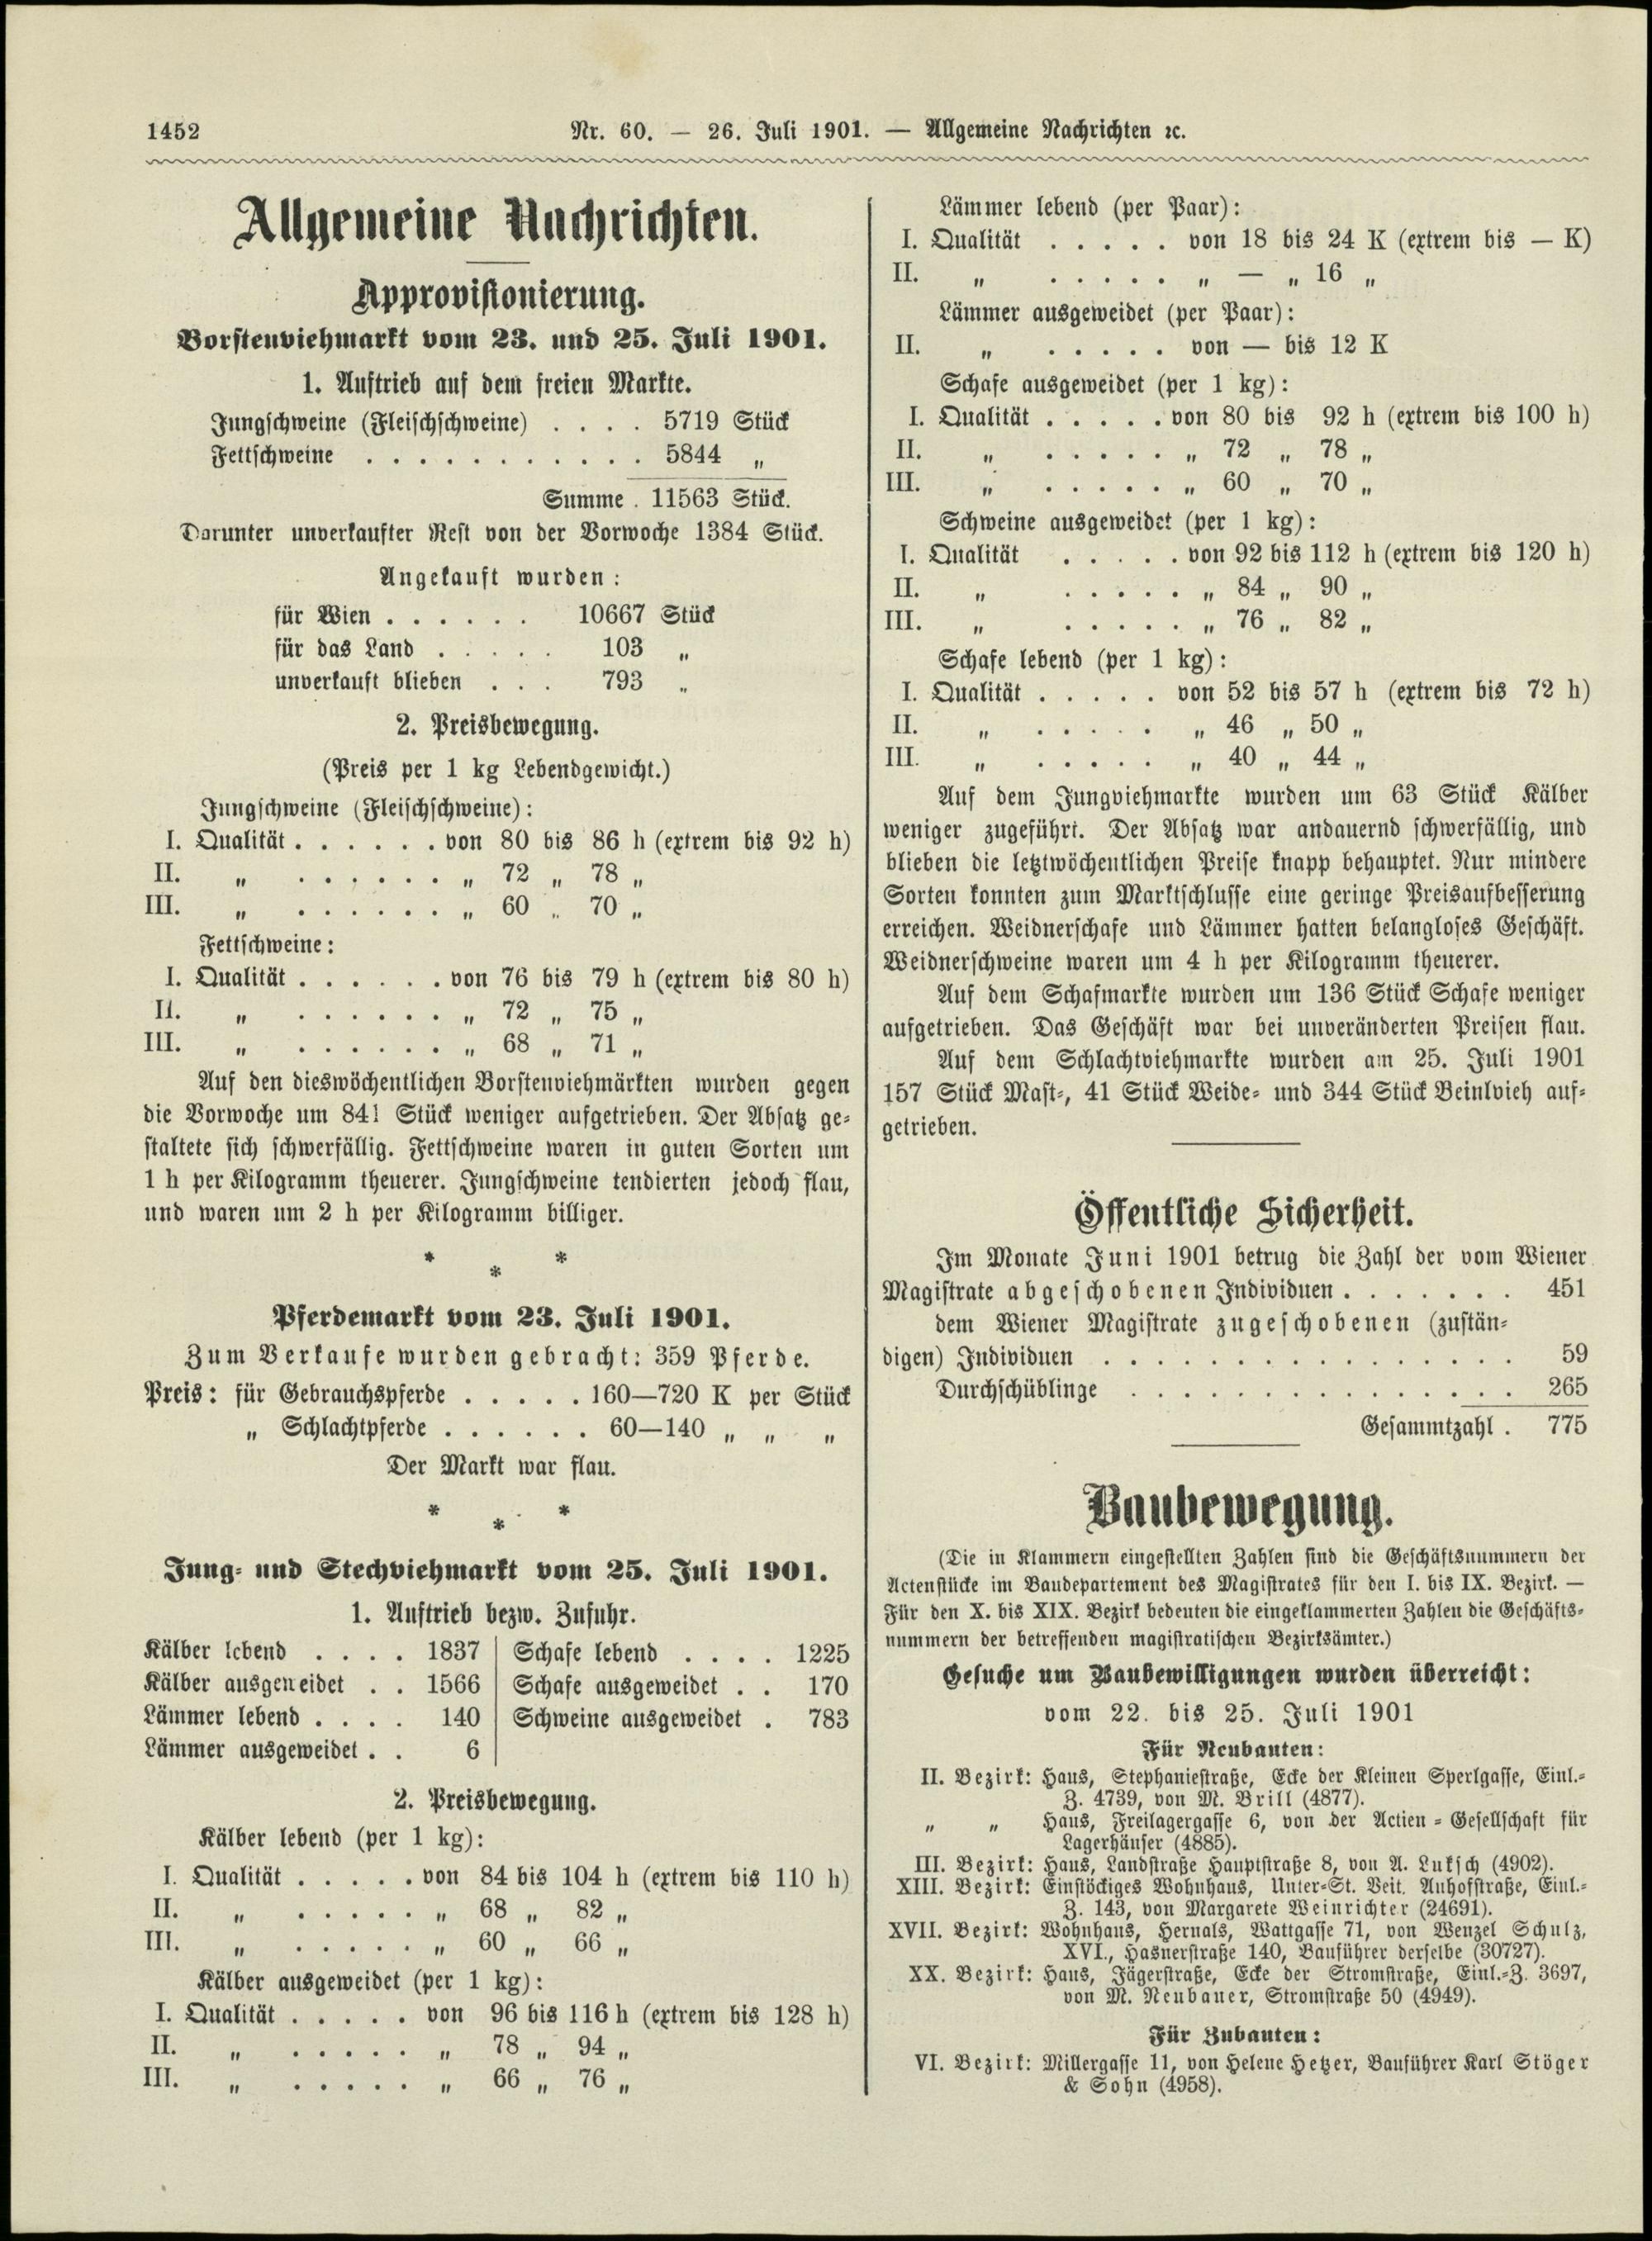 1452 Nr. 60. — 26. Juli 1901. — Allgemeine Nachrichten ꝛc.
Allgemeine Nachrichten.
Approvisionierung.
Borstenviehmarkt vom 23. und 25. Juli 1901.
1. Auftrieb auf dem freien Markte.
Jungschweine (Fleischschweine) . . . . 5719 Stück
Fettschweine . . . . . . . . . . . 5844 „
Summe . 11563 Stück.
Darunter unverkaufter Rest von der Vorwoche 1384 Stück.
Angekauft wurden:
für Wien . . . . . . 10667 Stück
für das Land . . . . . 103 „
unverkauft blieben . . . 793 „
2. Preisbewegung.
(Preis per 1 kg Lebendgewicht.)
Jungschweine (Fleischschweine):
I. Qualität . . . . . . von 80 bis 86 h (extrem bis 92 h)
II. „ . . . . . . „ 72 „ 78 „
III. „ . . . . . . „ 60 „ 70 „
Fettschweine:
I. Qualität . . . . . . von 76 bis 79 h (extrem bis 80 h)
II. „ . . . . . . „ 72 „ 75 „
III. „ . . . . . . „ 68 „ 71 „
Auf den dieswöchentlichen Borstenviehmärkten wurden gegen
die Vorwoche um 841 Stück weniger aufgetrieben. Der Absatz ge-
staltete sich schwerfällig. Fettschweine waren in guten Sorten um
1 h per Kilogramm theuerer. Jungschweine tendierten jedoch flau,
und waren um 2 h per Kilogramm billiger.
* * *
Pferdemarkt vom 23. Juli 1901.
Zum Verkaufe wurden gebracht: 359 Pferde.
Preis: für Gebrauchspferde . . . . . 160—720 K per Stück
„ Schlachtpferde . . . . . . 60—140 „ „ „
Der Markt war flau.
* * *
Jung- und Stechviehmarkt vom 25. Juli 1901.
1. Auftrieb bezw. Zufuhr.
Kälber lebend . . . . 1837 | Schafe lebend . . . . 1225
Kälber ausgeweidet . . 1566 | Schafe ausgeweidet . . 170
Lämmer lebend . . . . 140 | Schweine ausgeweidet . 783
Lämmer ausgeweidet . . 6
2. Preisbewegung.
Kälber lebend (per 1 kg):
I. Qualität . . . . . von 84 bis 104 h (extrem bis 110 h)
II. „ . . . . . „ 68 „ 82 „
III. „ . . . . . „ 60 „ 66 „
Kälber ausgeweidet (per 1 kg):
I. Qualität . . . . . von 96 bis 116 h (extrem bis 128 h)
II. „ . . . . . „ 78 „ 94 „
III. „ . . . . . „ 66 „ 76 „
Lämmer lebend (per Paar):
I. Qualität . . . . . von 18 bis 24 K (extrem bis — K)
II. „ . . . . . „ — „ 16 „
Lämmer ausgeweidet (per Paar):
II. „ . . . . . von — bis 12 K
Schafe ausgeweidet (per 1 kg):
I. Qualität . . . . . von 80 bis 92 h (extrem bis 100 h)
II. „ . . . . . „ 72 „ 78 „
III. „ . . . . . „ 60 „ 70 „
Schweine ausgeweidet (per 1 kg):
I. Qualität . . . . . von 92 bis 112 h (extrem bis 120 h)
II. „ . . . . . „ 84 „ 90 „
III. „ . . . . . „ 76 „ 82 „
Schafe lebend (per 1 kg):
I. Qualität . . . . . von 52 bis 57 h (extrem bis 72 h)
II. „ . . . . . „ 46 „ 50 „
III. „ . . . . . „ 40 „ 44 „
Auf dem Jungviehmarkte wurden um 63 Stück Kälber
weniger zugeführt. Der Absatz war andauernd schwerfällig, und
blieben die letztwöchentlichen Preise knapp behauptet. Nur mindere
Sorten konnten zum Marktschlusse eine geringe Preisaufbesserung
erreichen. Weidnerschafe und Lämmer hatten belangloses Geschäft.
Weidnerschweine waren um 4 h per Kilogramm theuerer.
Auf dem Schafmarkte wurden um 136 Stück Schafe weniger
aufgetrieben. Das Geschäft war bei unveränderten Preisen flau.
Auf dem Schlachtviehmarkte wurden am 25. Juli 1901
157 Stück Mast-, 41 Stück Weide- und 344 Stück Beinlvieh auf-
getrieben.
Öffentliche Sicherheit.
Im Monate Juni 1901 betrug die Zahl der vom Wiener
Magistrate abgeschobenen Individuen . . . . . . . 451
dem Wiener Magistrate zugeschobenen (zustän-
digen) Individuen . . . . . . . . . . . . . . . . 59
Durchschüblinge . . . . . . . . . . . . . . . 265
Gesammtzahl . 775
Baubewegung.
(Die in Klammern eingestellten Zahlen sind die Geschäftsnummern der
Actenstücke im Baudepartement des Magistrates für den I. bis IX. Bezirk. —
Für den X. bis XIX. Bezirk bedeuten die eingeklammerten Zahlen die Geschäfts-
nummern der betreffenden magistratischen Bezirksämter.)
Gesuche um Baubewilligungen wurden überreicht:
vom 22. bis 25. Juli 1901
Für Neubauten:
II. Bezirk: Haus, Stephaniestraße, Ecke der Kleinen Sperlgasse, Einl.-
Z. 4739, von M. Brill (4877).
„ „ Haus, Freilagergasse 6, von der Actien-Gesellschaft für
Lagerhäuser (4885).
III. Bezirk: Haus, Landstraße Hauptstraße 8, von A. Luksch (4902).
XIII. Bezirk: Einstöckiges Wohnhaus, Unter-St. Veit, Auhofstraße, Einl.-
Z. 143, von Margarete Weinrichter (24691).
XVII. Bezirk: Wohnhaus, Hernals, Wattgasse 71, von Wenzel Schulz,
XVI., Hasnerstraße 140, Bauführer derselbe (30727).
XX. Bezirk: Haus, Jägerstraße, Ecke der Stromstraße, Einl.-Z. 3697,
von M. Neubauer, Stromstraße 50 (4949).
Für Zubauten:
VI. Bezirk: Millergasse 11, von Helene Hetzer, Bauführer Karl Stöger
& Sohn (4958).